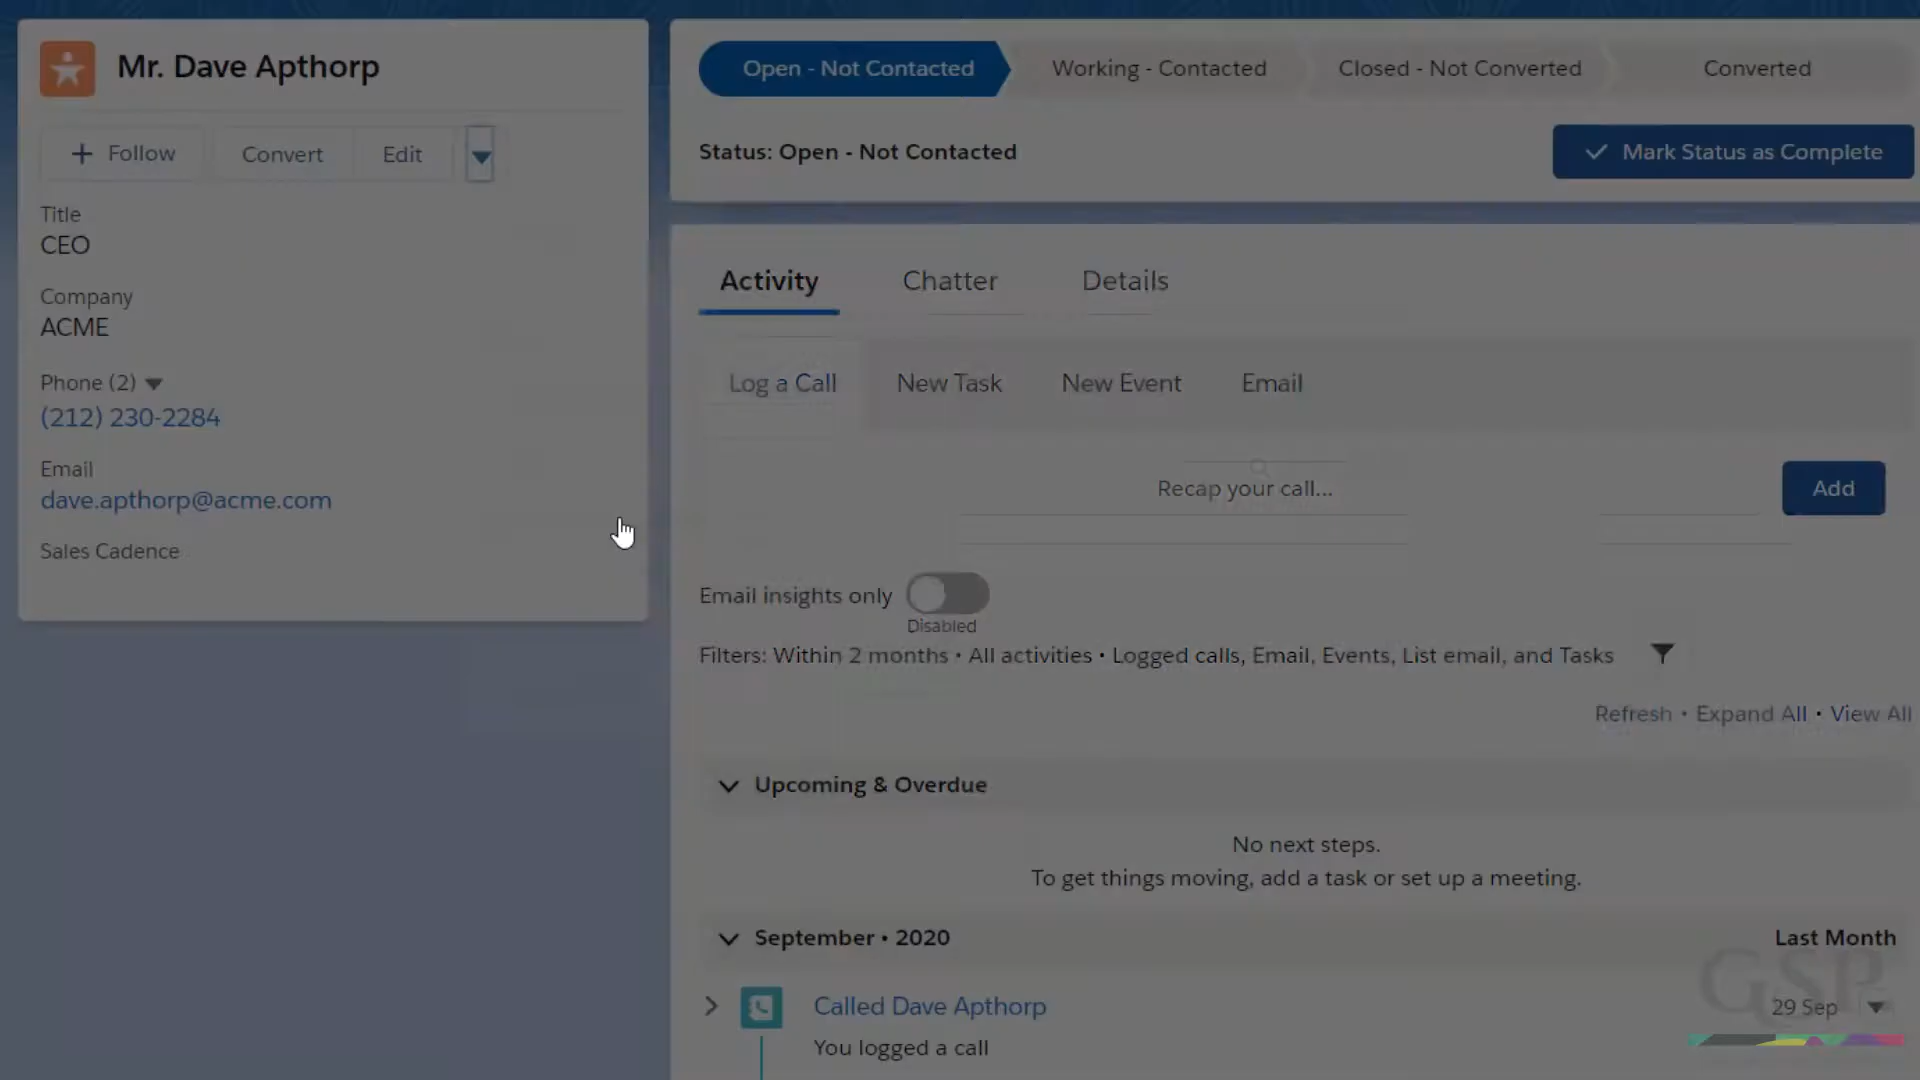 Mr. Dave Apthorp
+ Follow
Convert
Edit
Title
CEO
Company
ACME
Phone (2)
(212) 230-2284
Email
dave.apthorp@acme.com
Sales Cadence
Open - Not Contacted
Working - Contacted
Closed - Not Converted
Converted
Status: Open - Not Contacted
Mark Status as Complete
Activity
Chatter
Details
Log a Call
New Task
New Event
Email
Recap your call...
Add
Email insights only
Disabled
Filters: Within 2 months • All activities • Logged calls, Email, Events, List email, and Tasks
Refresh • Expand All • View All
Upcoming & Overdue
No next steps.
To get things moving, add a task or set up a meeting.
September • 2020
Last Month
Called Dave Apthorp
29 Sep
You logged a call
GSP